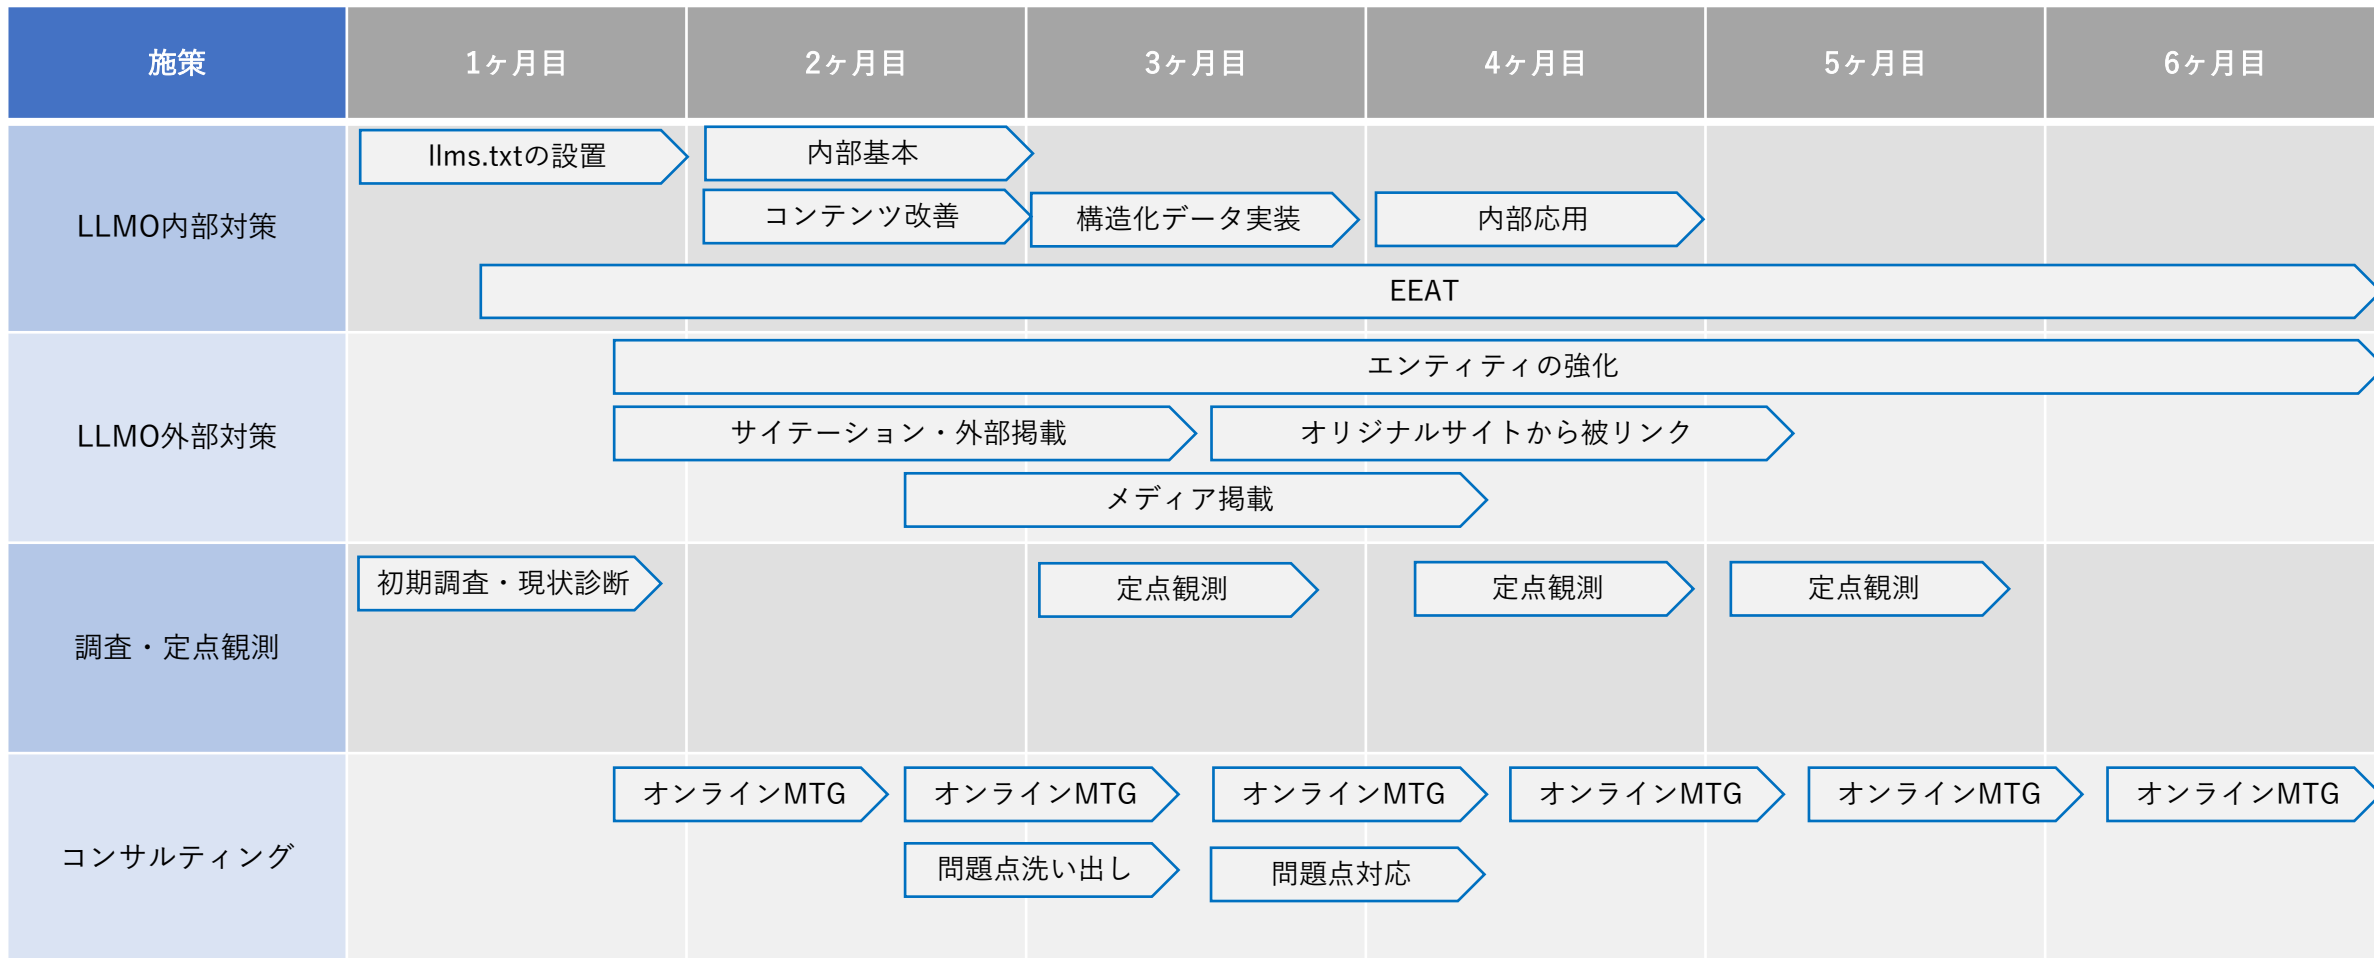 施策
1ヶ月目
2ヶ月目
3ヶ月目
4ヶ月目
5ヶ月目
6ヶ月目
LLMO内部対策
llms.txtの設置
内部基本
コンテンツ改善
構造化データ実装
内部応用
EEAT
LLMO外部対策
エンティティの強化
サイテーション・外部掲載
オリジナルサイトから被リンク
メディア掲載
調査・定点観測
初期調査・現状診断
定点観測
定点観測
定点観測
コンサルティング
オンラインMTG
オンラインMTG
オンラインMTG
オンラインMTG
オンラインMTG
オンラインMTG
問題点洗い出し
問題点対応